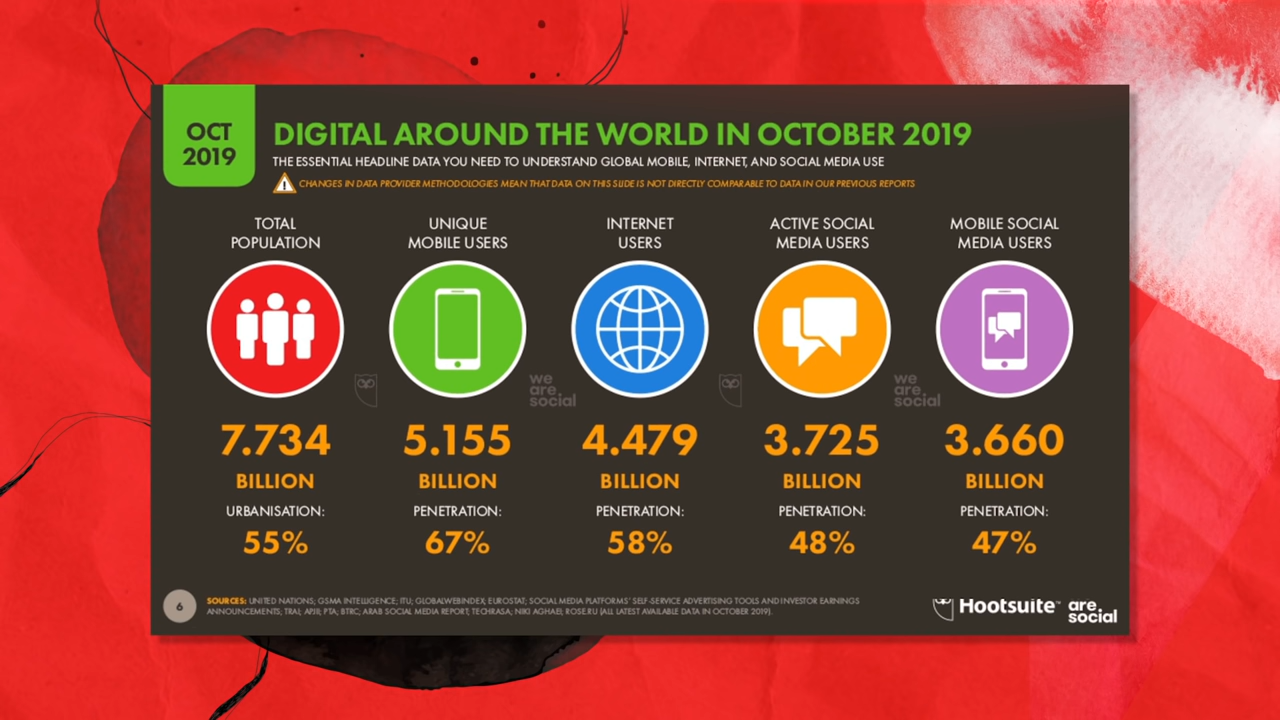 OCT
2019
DIGITAL AROUND THE WORLD IN OCTOBER 2019
THE ESSENTIAL HEADLINE DATA YOU NEED TO UNDERSTAND GLOBAL MOBILE, INTERNET, AND SOCIAL MEDIA USE
CHANGES IN DATA PROVIDER METHODOLOGIES MEAN THAT DATA ON THIS SLIDE IS NOT DIRECTLY COMPARABLE TO DATA IN OUR PREVIOUS REPORTS
TOTAL
POPULATION
7.734
BILLION
URBANISATION:
55%
UNIQUE
MOBILE USERS
5.155
BILLION
PENETRATION:
67%
INTERNET
USERS
4.479
BILLION
PENETRATION:
58%
ACTIVE SOCIAL
MEDIA USERS
3.725
BILLION
PENETRATION:
48%
MOBILE SOCIAL
MEDIA USERS
3.660
BILLION
PENETRATION:
47%
we
are
social
we
are
social
6
SOURCES: UNITED NATIONS; GSMA INTELLIGENCE; ITU; GLOBALWEBINDEX; EUROSTAT; SOCIAL MEDIA PLATFORMS' SELF-SERVICE ADVERTISING TOOLS AND INVESTOR EARNINGS
ANNOUNCEMENTS; TRAI; APJII; PTA; BTRC; ARAB SOCIAL MEDIA REPORT; TECHRASA; NIKI AGHAEI; ROSE.RU (ALL LATEST AVAILABLE DATA IN OCTOBER 2019).
Hootsuite™
are
social